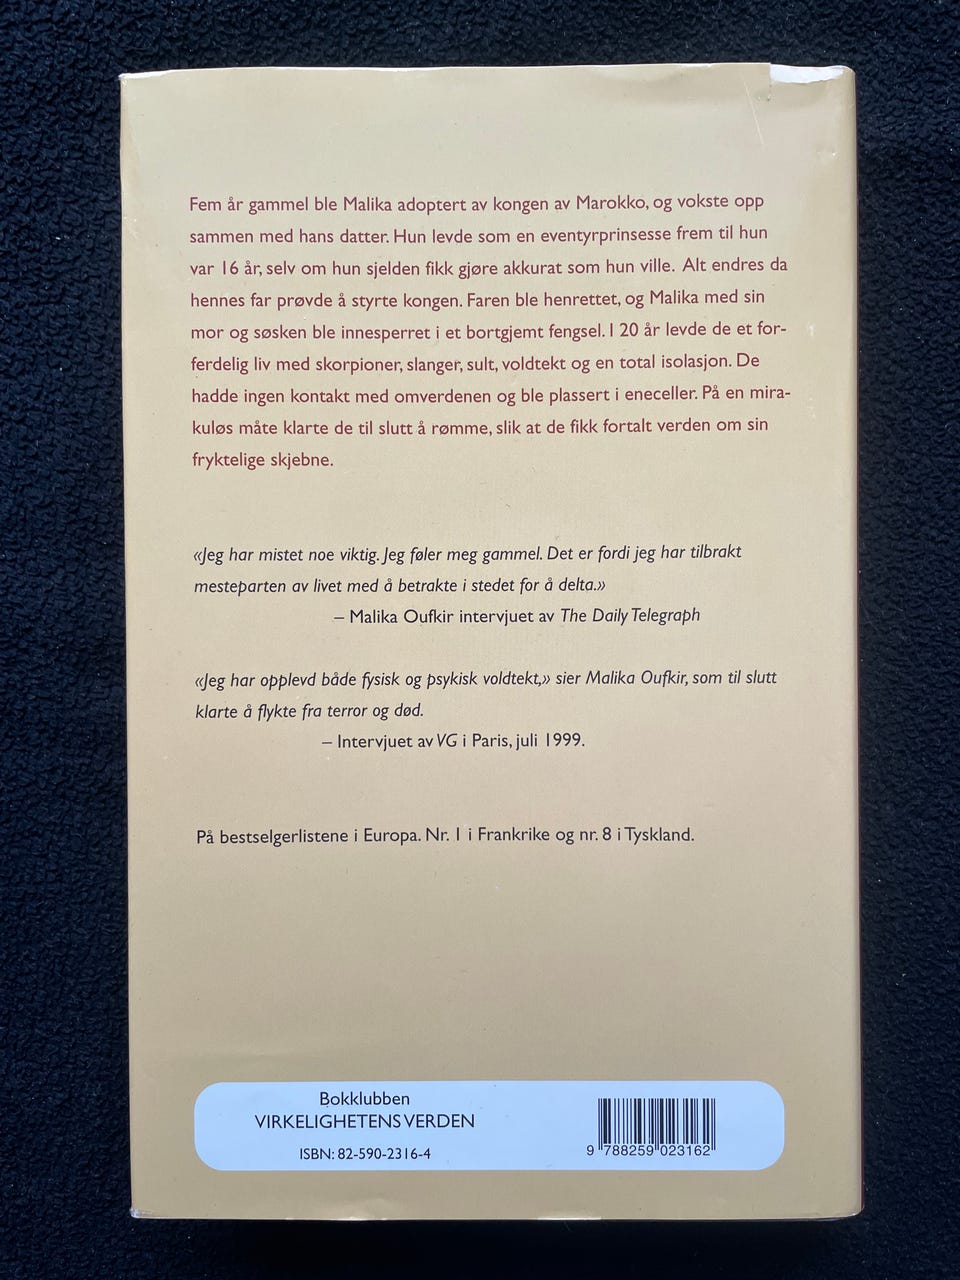 Fem år gammel ble Malika adoptert av kongen av Marokko, og vokste opp
sammen med hans datter. Hun levde som en eventyrprinsesse frem til hun
var 16 år, selv om hun sjelden fikk gjøre akkurat som hun ville. Alt endres da
hennes far prøvde å styrte kongen. Faren ble henrettet, og Malika med sin
mor og søsken ble innesperret i et bortgjemt fengsel. I 20 år levde de et for-
ferdelig liv med skorpioner, slanger, sult, voldtekt og en total isolasjon. De
hadde ingen kontakt med omverdenen og ble plassert i eneceller. På en mira-
kuløs måte klarte de til slutt å rømme, slik at de fikk fortalt verden om sin
fryktelige skjebne.
«Jeg har mistet noe viktig. Jeg føler meg gammel. Det er fordi jeg har tilbrakt
mesteparten av livet med å betrakte i stedet for å delta.»
– Malika Oufkir intervjuet av The Daily Telegraph
«Jeg har opplevd både fysisk og psykisk voldtekt,» sier Malika Oufkir, som til slutt
klarte å flykte fra terror og død.
– Intervjuet av VG i Paris, juli 1999.
På bestselgerlistene i Europa. Nr. 1 i Frankrike og nr. 8 i Tyskland.
Bokklubben
VIRKELIGHETENS VERDEN
ISBN: 82-590-2316-4
9 788259 023162